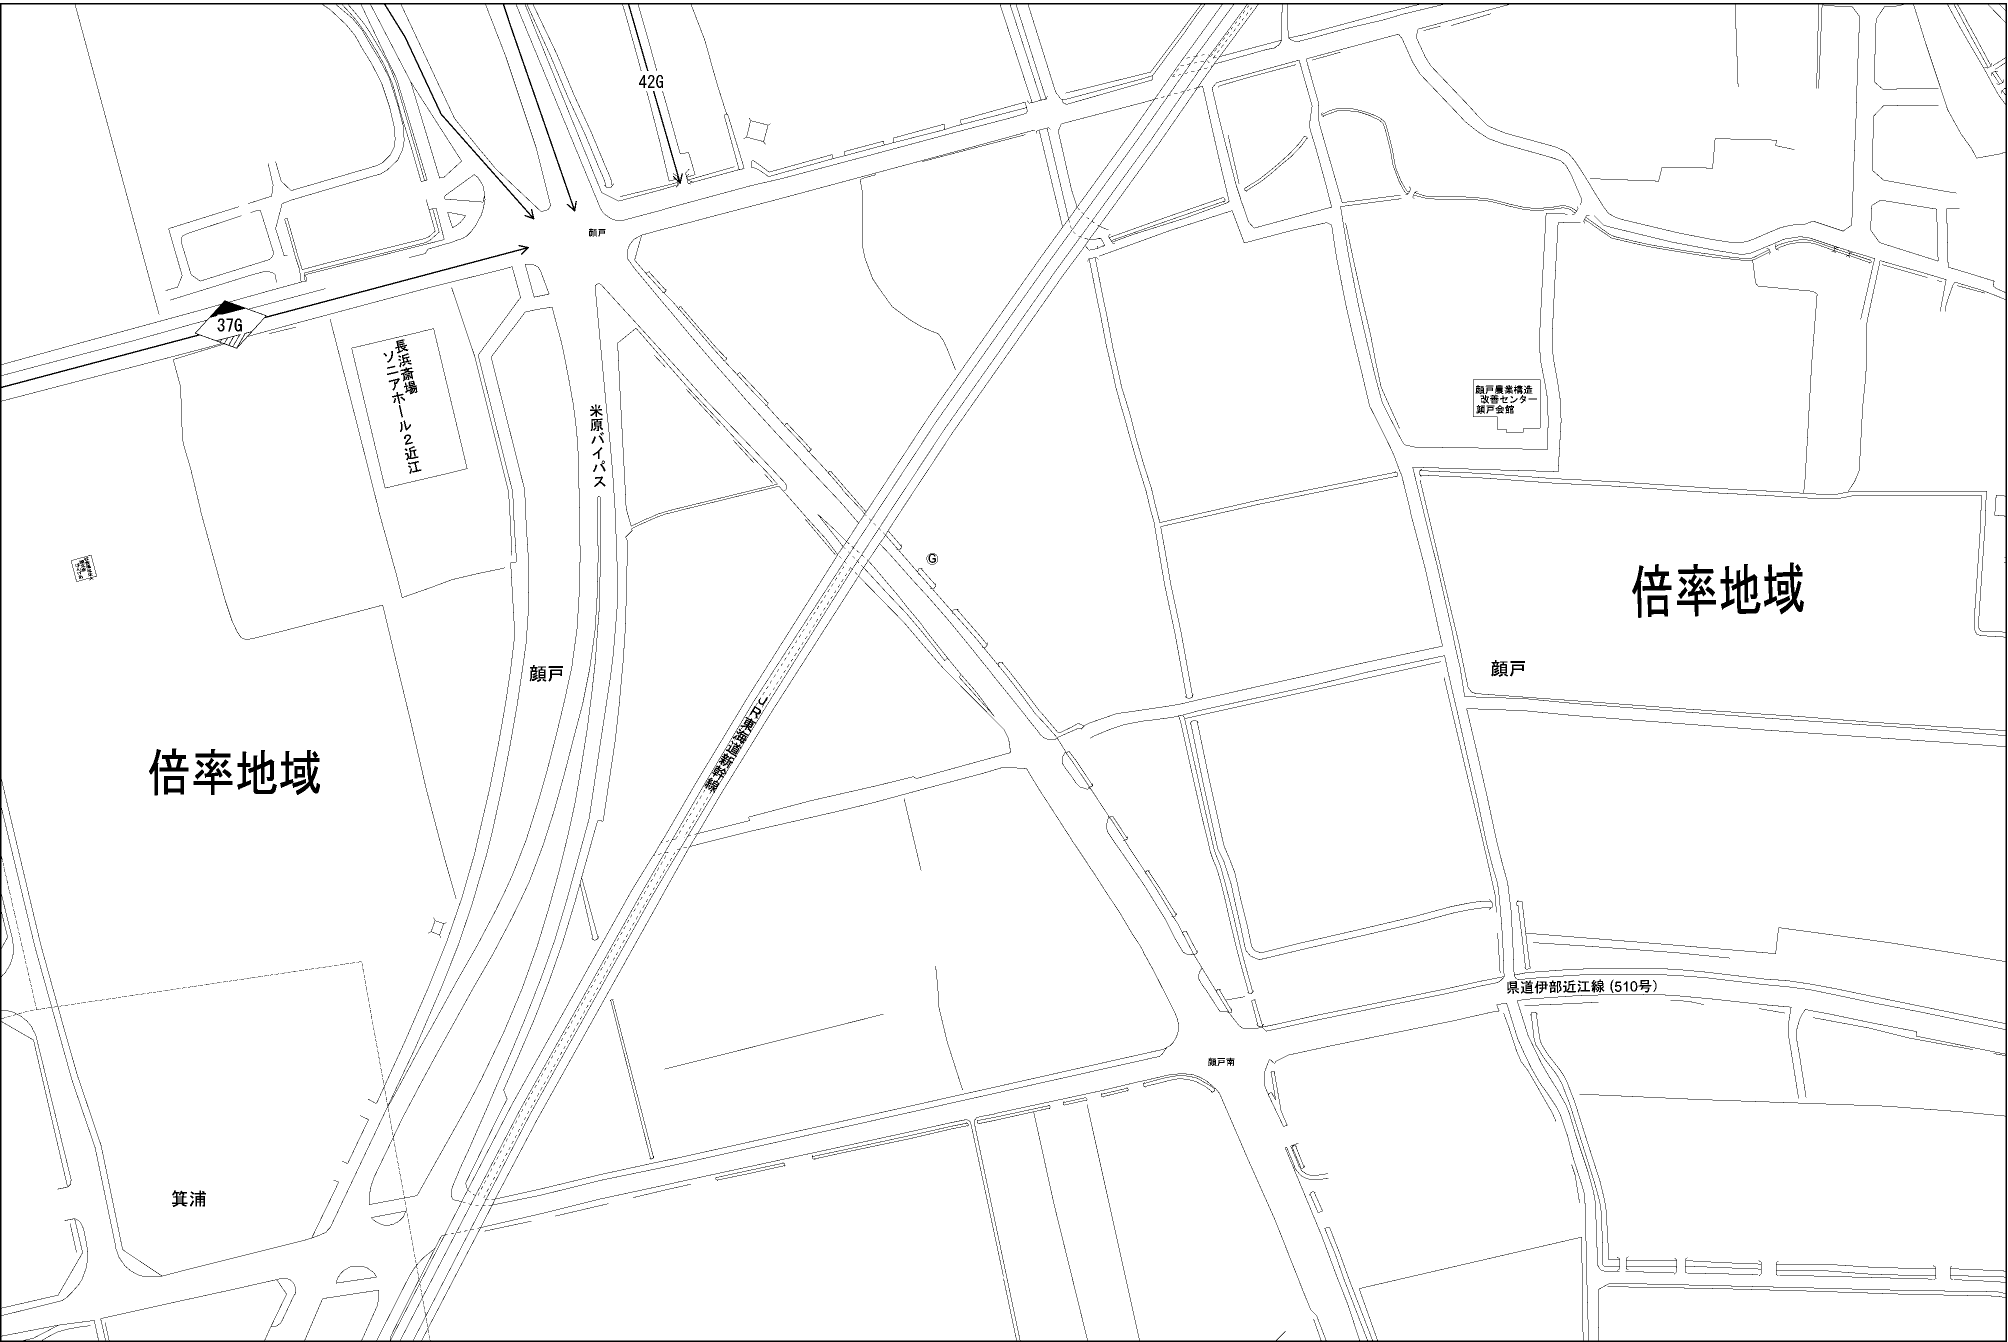 42G
顔戸
37G
長浜斎場
ソニアホール2近江
米原バイパス
顔戸農業構造
改善センター
顔戸会館
G
倍率地域
顔戸
顔戸
JR東海道新幹線
倍率地域
県道伊部近江線(510号)
顔戸南
箕浦